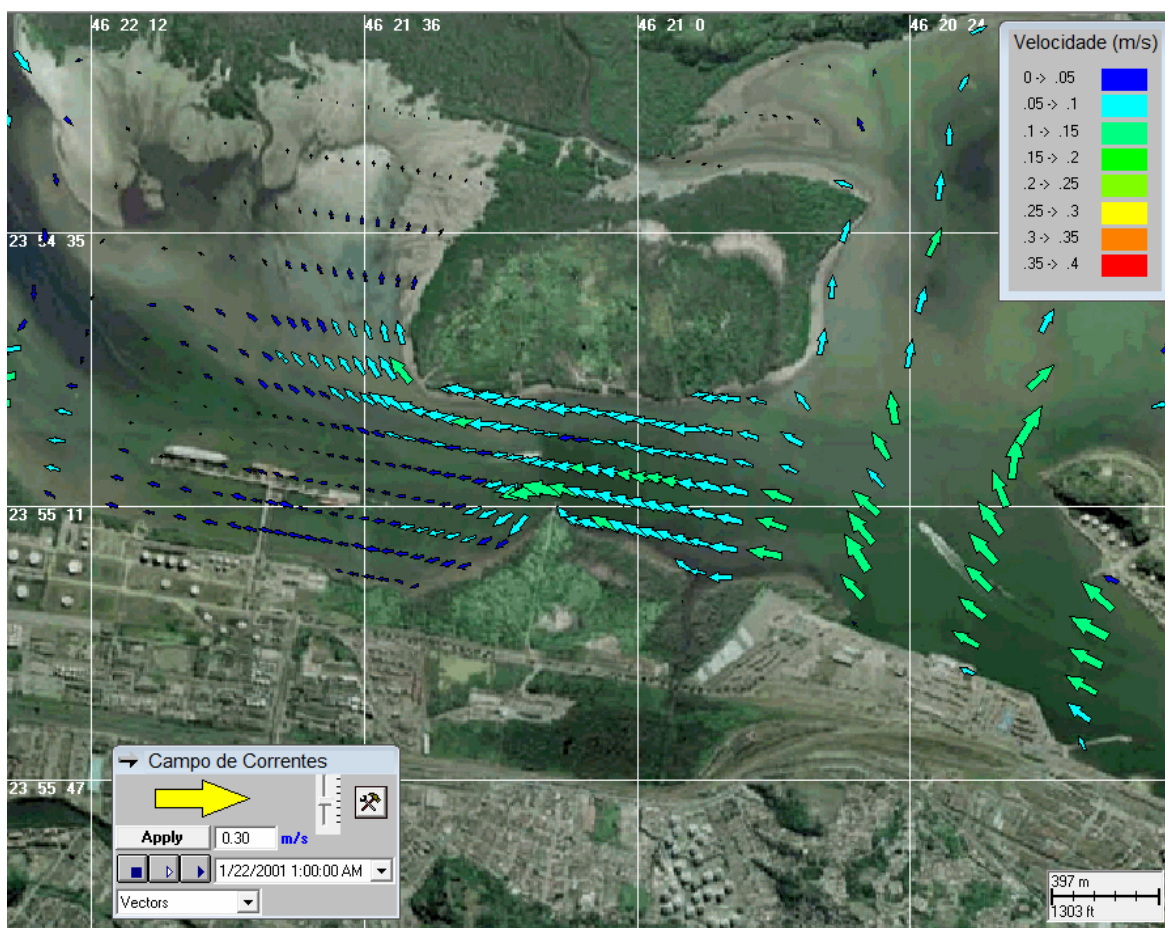 46 22 12
46 21 36
46 21 0
46 20 24
Velocidade (m/s)
0 -> .05
.05 -> .1
.1 -> .15
.15 -> .2
.2 -> .25
.25 -> .3
.3 -> .35
.35 -> .4
23 54 35
23 55 11
23 55 47
Campo de Correntes
Apply 0.30 m/s
1/22/2001 1:00:00 AM
Vectors
397 m
1303 ft